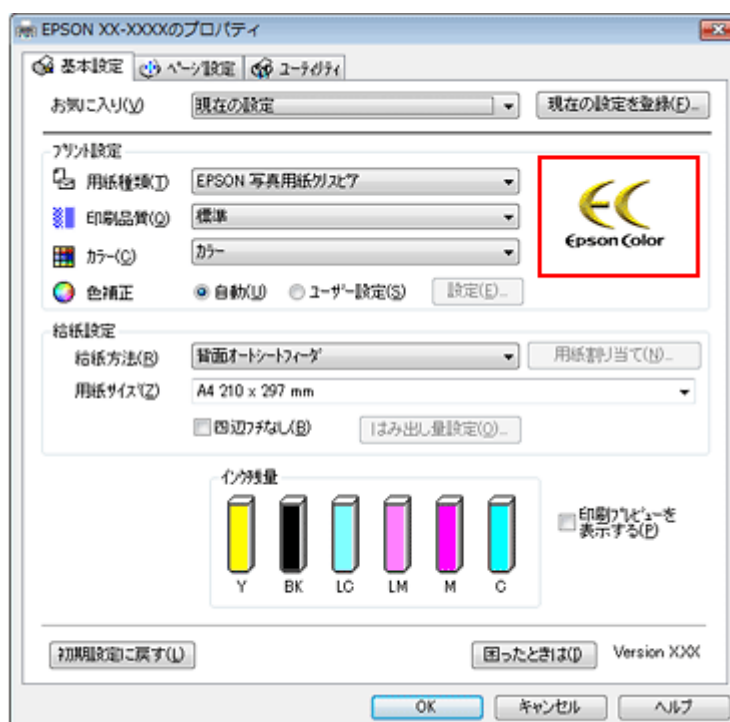 EPSON XX-XXXXのプロパティ
基本設定 ページ設定 ユーティリティ
お気に入り(V) 現在の設定 現在の設定を登録(F)...
プリント設定
用紙種類(T) EPSON 写真用紙クリスピア
印刷品質(Q) 標準
カラー(C) カラー
色補正 自動(U) ユーザー設定(S) 設定(E)...
EC
Epson Color
給紙設定
給紙方法(R) 背面オートシートフィーダ 用紙割り当て(N)...
用紙サイズ(Z) A4 210 x 297 mm
四辺フチなし(B) はみ出し量設定(O)...
インク残量
Y BK LC LM M C
印刷プレビューを
表示する(P)
初期設定に戻す(L) 困ったときは(I) Version X.XX
OK キャンセル ヘルプ